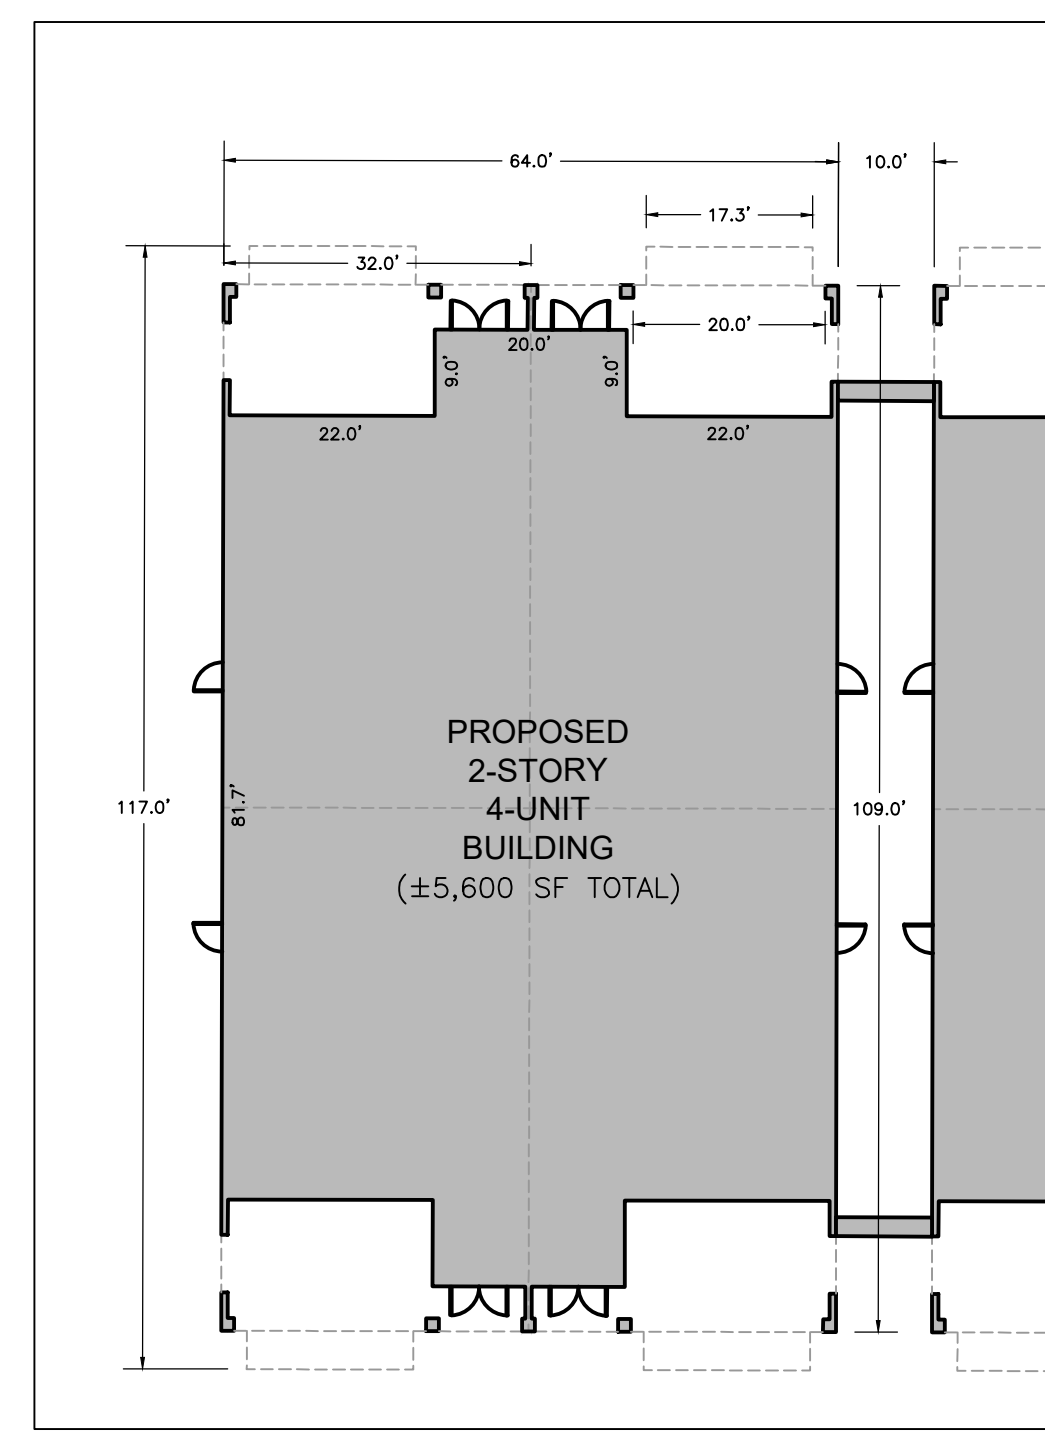 64.0'
10.0'
17.3'
32.0'
20.0'
20.0'
9.0'
9.0'
22.0'
22.0'
PROPOSED
2-STORY
4-UNIT
BUILDING
(±5,600 SF TOTAL)
117.0'
81.7'
109.0'